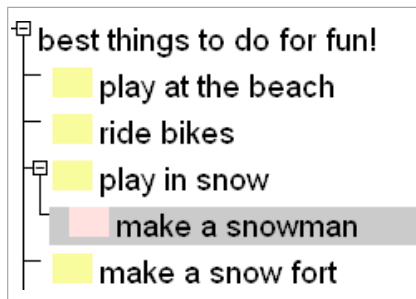 best things to do for fun!
play at the beach
ride bikes
play in snow
make a snowman
make a snow fort